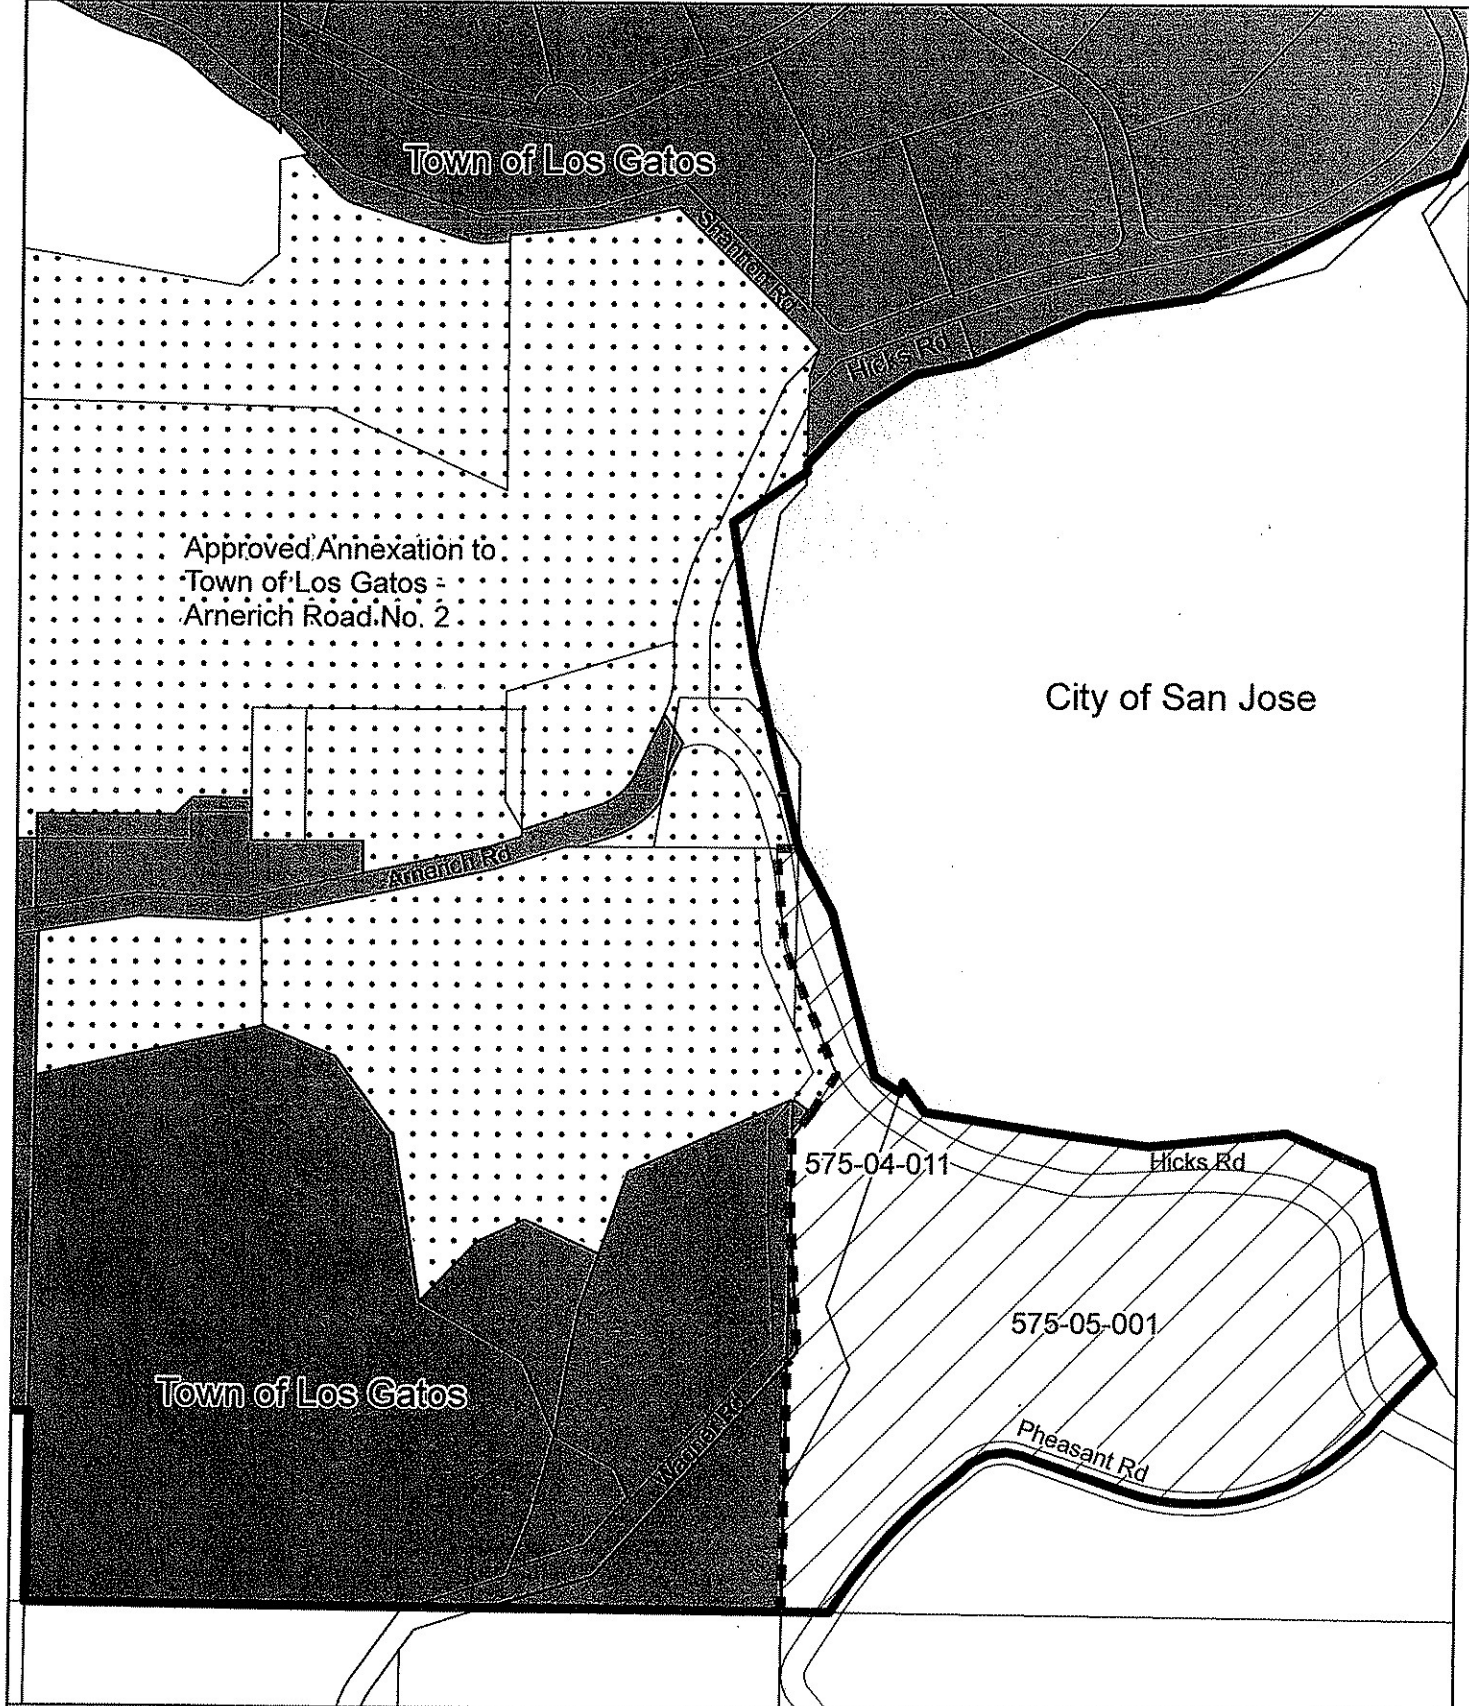 Town of Los Gatos
Shannon Rd
Hicks Rd
Approved Annexation to
Town of Los Gatos -
Arnerich Road No. 2
City of San Jose
Arnerich Rd
575-04-011
Hicks Rd
575-05-001
Town of Los Gatos
Wagner Rd
Pheasant Rd